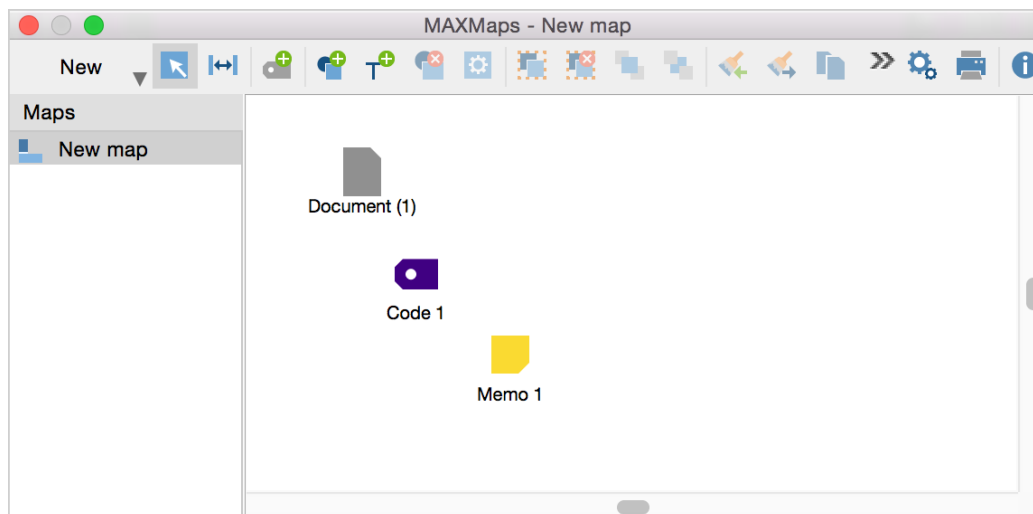 MAXMaps - New map
New
Maps
New map
Document (1)
Code 1
Memo 1